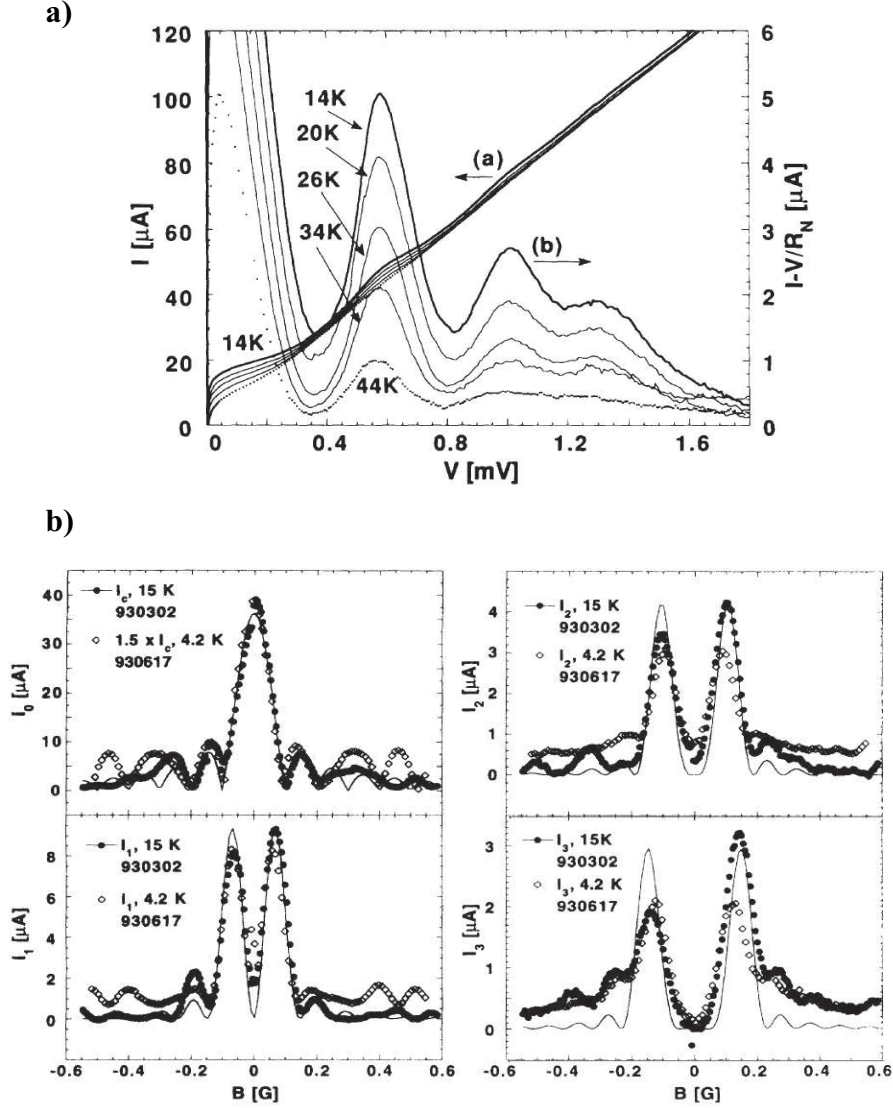 a)
120
100
80
60
40
20
0
I [μA]
14K
20K
26K
34K
14K
44K
(a)
(b)
6
5
4
3
2
1
0
I-V/R_N [μA]
0
0.4
0.8
1.2
1.6
V [mV]
b)
40
30
20
10
0
I_0 [μA]
I_c, 15 K
930302
1.5 x I_c, 4.2 K
930617
4
3
2
1
0
I_2 [μA]
I_2, 15 K
930302
I_2, 4.2 K
930617
8
6
4
2
0
I_1 [μA]
I_1, 15 K
930302
I_1, 4.2 K
930617
3
2
1
0
I_3 [μA]
I_3, 15K
930302
I_3, 4.2 K
930617
-0.6 -0.4 -0.2 0 0.2 0.4 0.6
B [G]
-0.6 -0.4 -0.2 0 0.2 0.4 0.6
B [G]